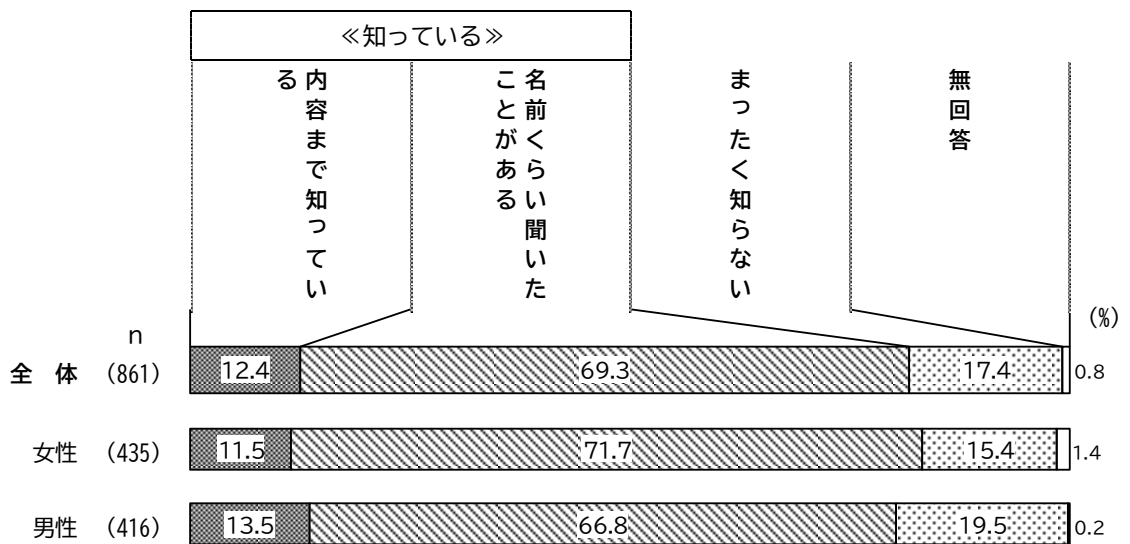 ≪知っている≫
内容まで知ってい
る
名前くらい聞いた
ことがある
まったく知らない
無回答
(%)
n
全 体 (861) 12.4 69.3 17.4 0.8
女性 (435) 11.5 71.7 15.4 1.4
男性 (416) 13.5 66.8 19.5 0.2